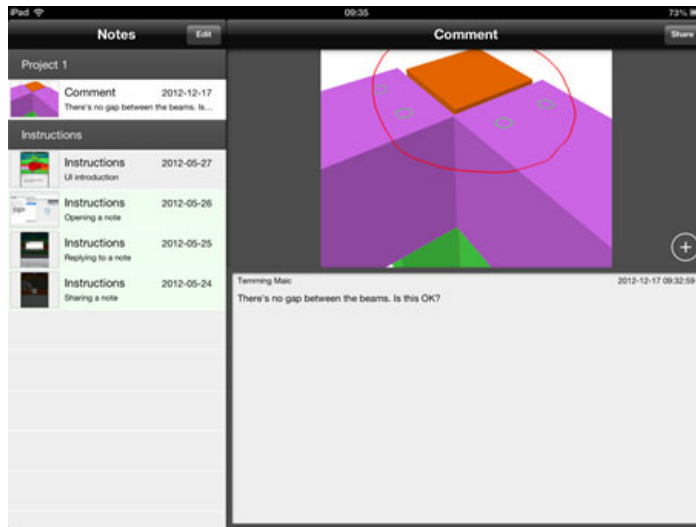 iPad
09:35
73%
Notes
Edit
Comment
Share
Project 1
Comment
2012-12-17
There's no gap between the beams. Is...
Instructions
Instructions
2012-05-27
UI introduction
Instructions
2012-05-26
Opening a note
Instructions
2012-05-25
Replying to a note
Instructions
2012-05-24
Sharing a note
Temming Maic
2012-12-17 09:32:59
There's no gap between the beams. Is this OK?